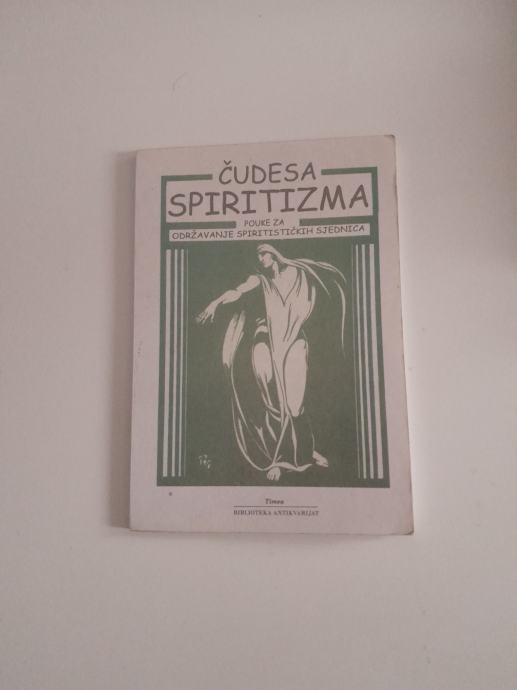 ČUDESA
SPIRITIZMA
POUKE ZA
ODRŽAVANJE SPIRITISTIČKIH SJEDNICA
Timea
BIBLIOTEKA ANTIKVARIJAT